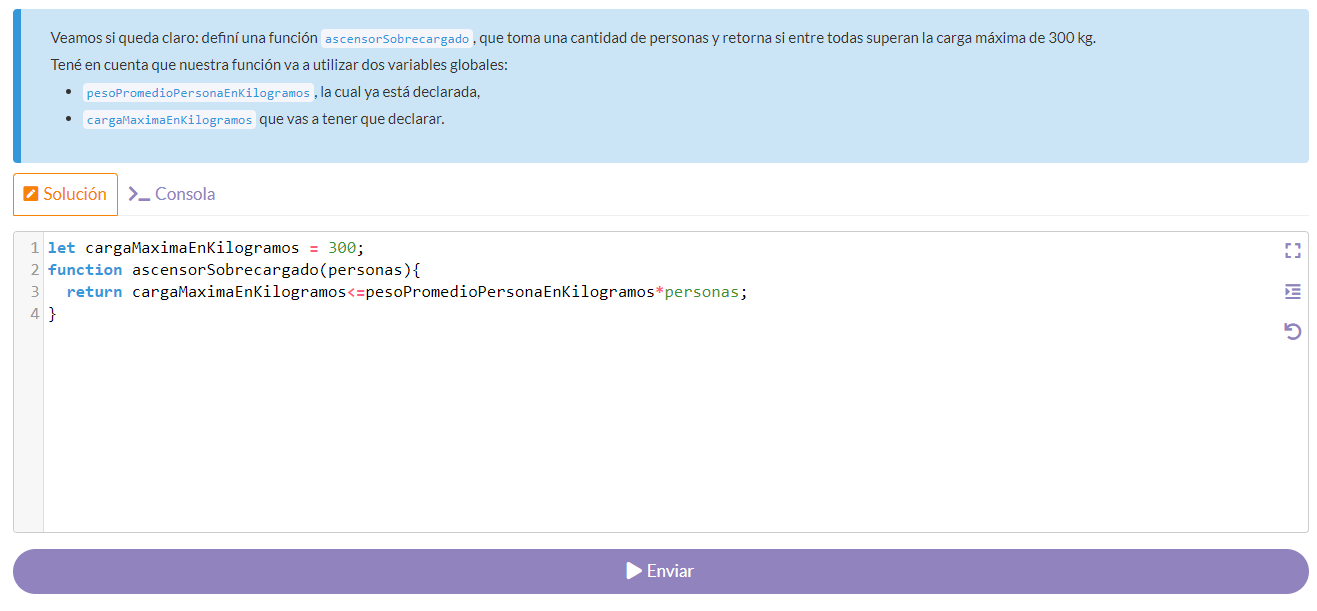 Veamos si queda claro: definí una función ascensorSobrecargado, que toma una cantidad de personas y retorna si entre todas superan la carga máxima de 300 kg.
Tené en cuenta que nuestra función va a utilizar dos variables globales:
• pesoPromedioPersonaEnKilogramos, la cual ya está declarada,
• cargaMaximaEnKilogramos que vas a tener que declarar.
Solución
Consola
1 let cargaMaximaEnKilogramos = 300;
2 function ascensorSobrecargado(personas){
3   return cargaMaximaEnKilogramos<=pesoPromedioPersonaEnKilogramos*personas;
4 }
Enviar